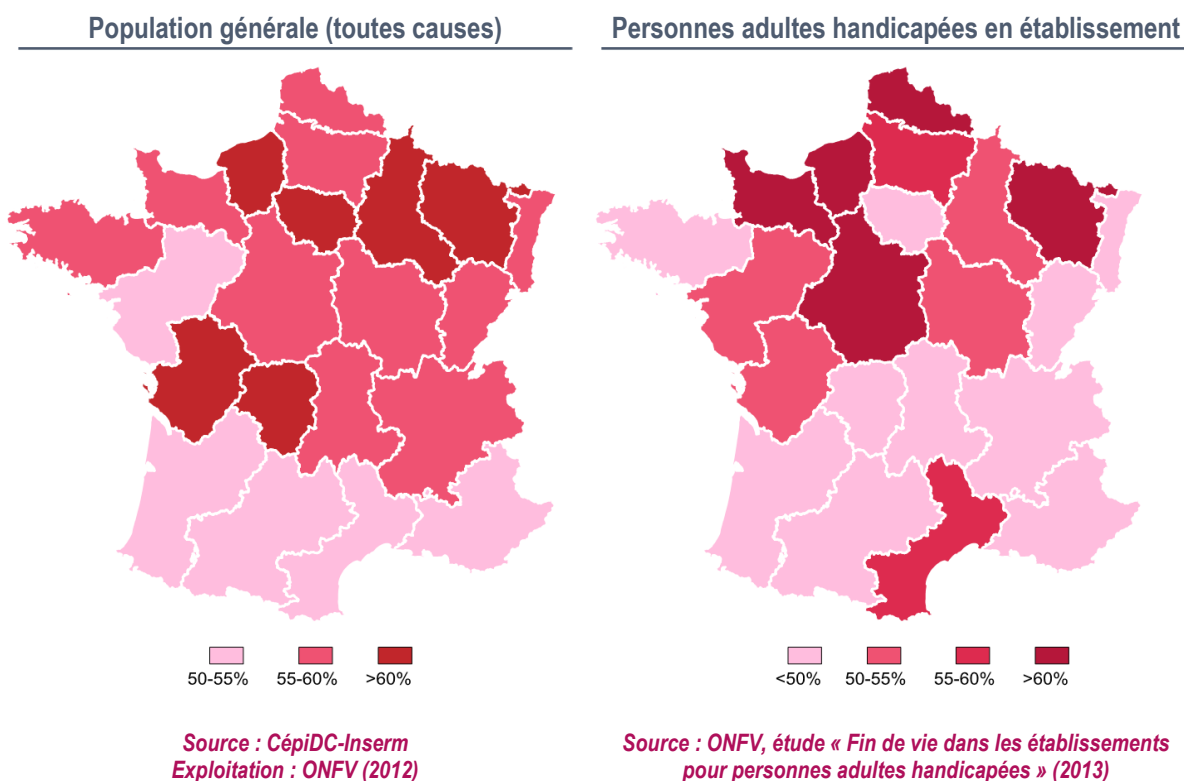 Population générale (toutes causes)
Personnes adultes handicapées en établissement
50-55%
55-60%
>60%
<50%
50-55%
55-60%
>60%
Source : CépiDC-Inserm
Exploitation : ONFV (2012)
Source : ONFV, étude « Fin de vie dans les établissements
pour personnes adultes handicapées » (2013)